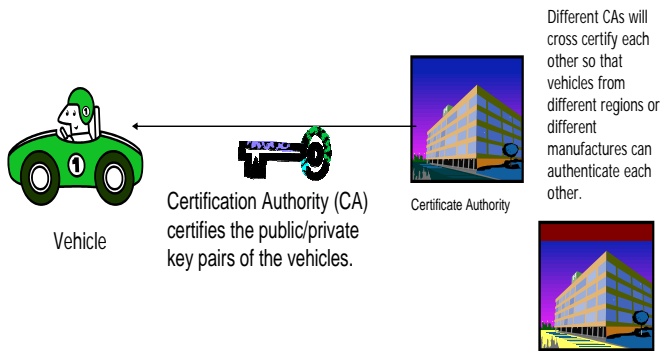 Different CAs will
cross certify each
other so that
vehicles from
different regions or
different
manufactures can
authenticate each
other.
1
1
Vehicle
Certification Authority (CA)
certifies the public/private
key pairs of the vehicles.
Certificate Authority